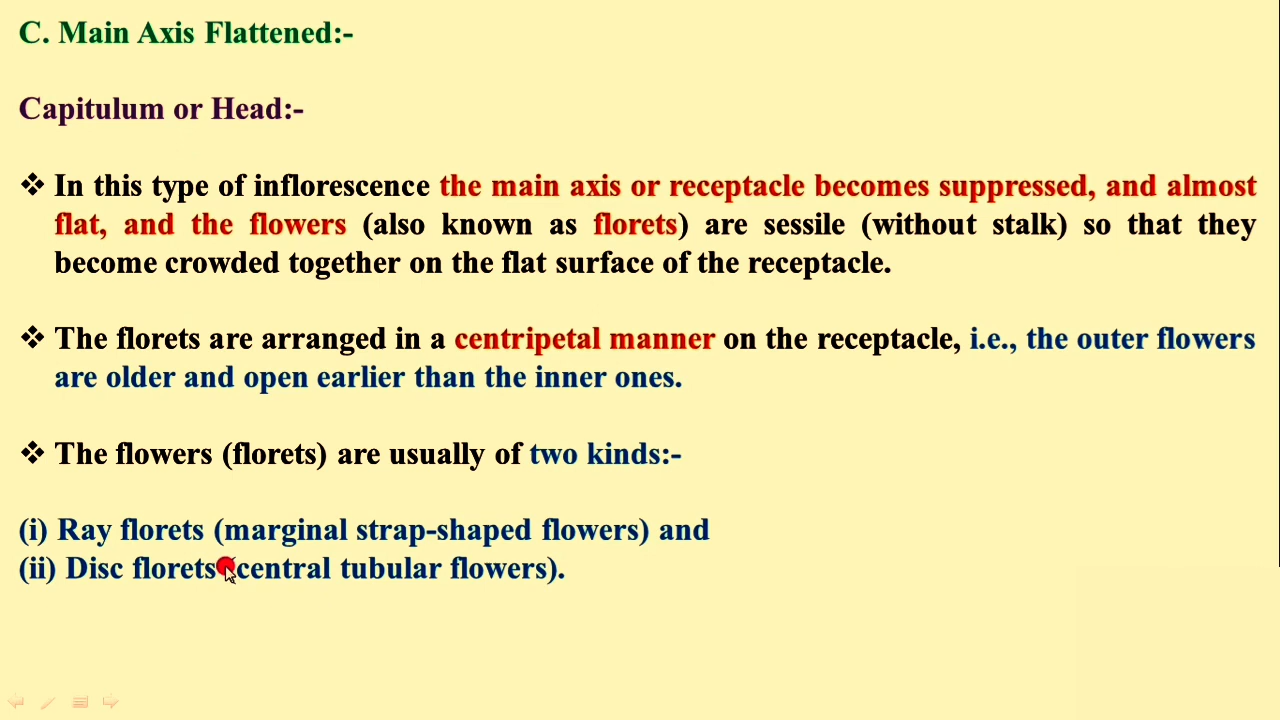 C. Main Axis Flattened:-
Capitulum or Head:-
❖ In this type of inflorescence the main axis or receptacle becomes suppressed, and almost
flat, and the flowers (also known as florets) are sessile (without stalk) so that they
become crowded together on the flat surface of the receptacle.
❖ The florets are arranged in a centripetal manner on the receptacle, i.e., the outer flowers
are older and open earlier than the inner ones.
❖ The flowers (florets) are usually of two kinds:-
(i) Ray florets (marginal strap-shaped flowers) and
(ii) Disc florets (central tubular flowers).